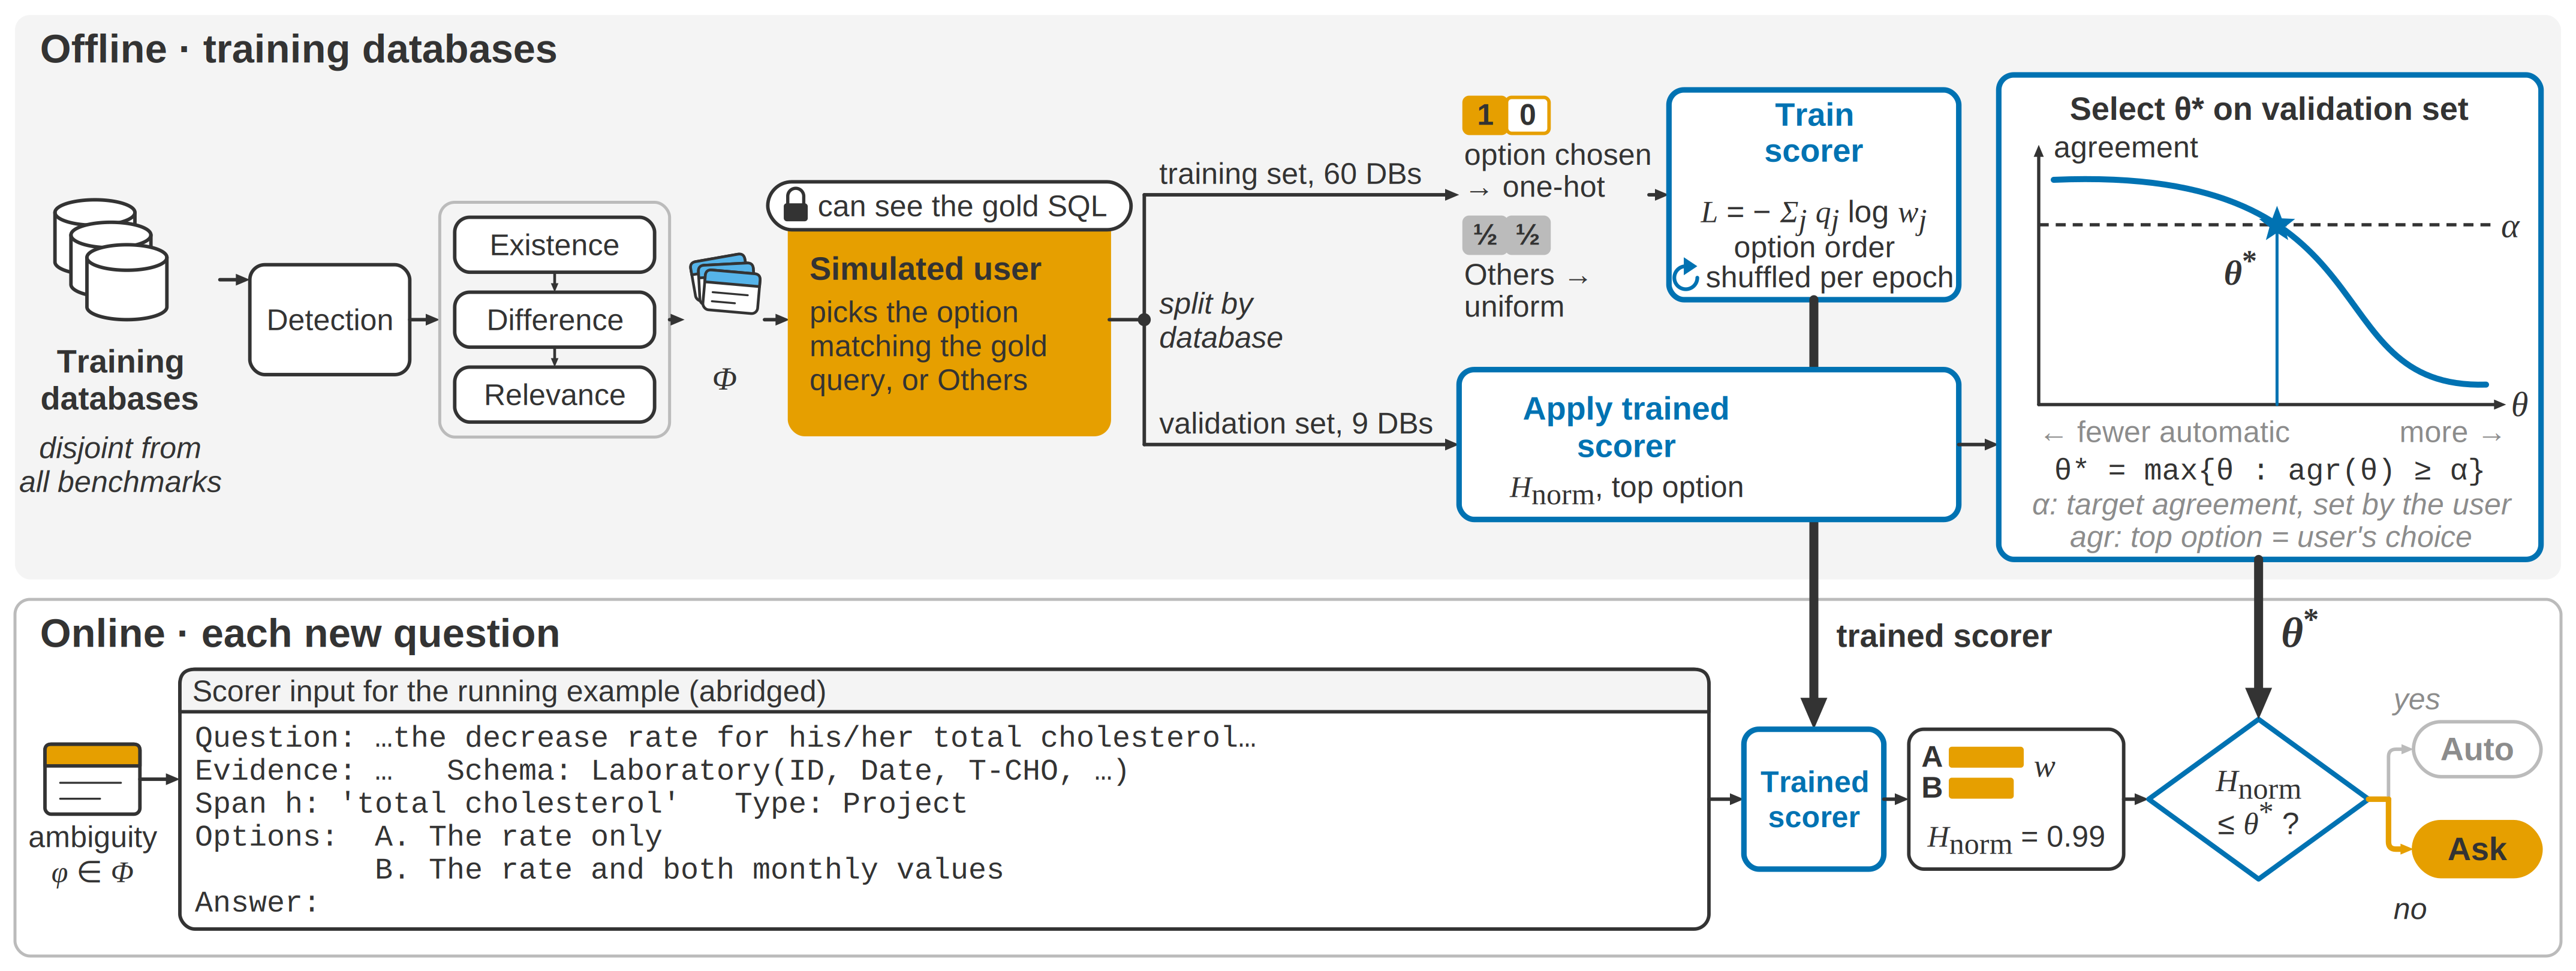 Offline · training databases
Training
databases
disjoint from
all benchmarks
Detection
Existence
Difference
Relevance
Φ
can see the gold SQL
Simulated user
picks the option
matching the gold
query, or Others
training set, 60 DBs
split by
database
validation set, 9 DBs
1 0
option chosen
→ one-hot
½ ½
Others →
uniform
Train
scorer
L = − Σj qj log wj
option order
shuffled per epoch
Apply trained
scorer
Hnorm, top option
Select θ* on validation set
agreement
α
θ*
θ
← fewer automatic more →
θ* = max{θ : agr(θ) ≥ α}
α: target agreement, set by the user
agr: top option = user's choice
Online · each new question
trained scorer
θ*
ambiguity
φ ∈ Φ
Scorer input for the running example (abridged)
Question: …the decrease rate for his/her total cholesterol…
Evidence: … Schema: Laboratory(ID, Date, T-CHO, …)
Span h: 'total cholesterol' Type: Project
Options: A. The rate only
B. The rate and both monthly values
Answer:
Trained
scorer
A
B
w
Hnorm = 0.99
Hnorm
≤ θ* ?
yes
Auto
Ask
no